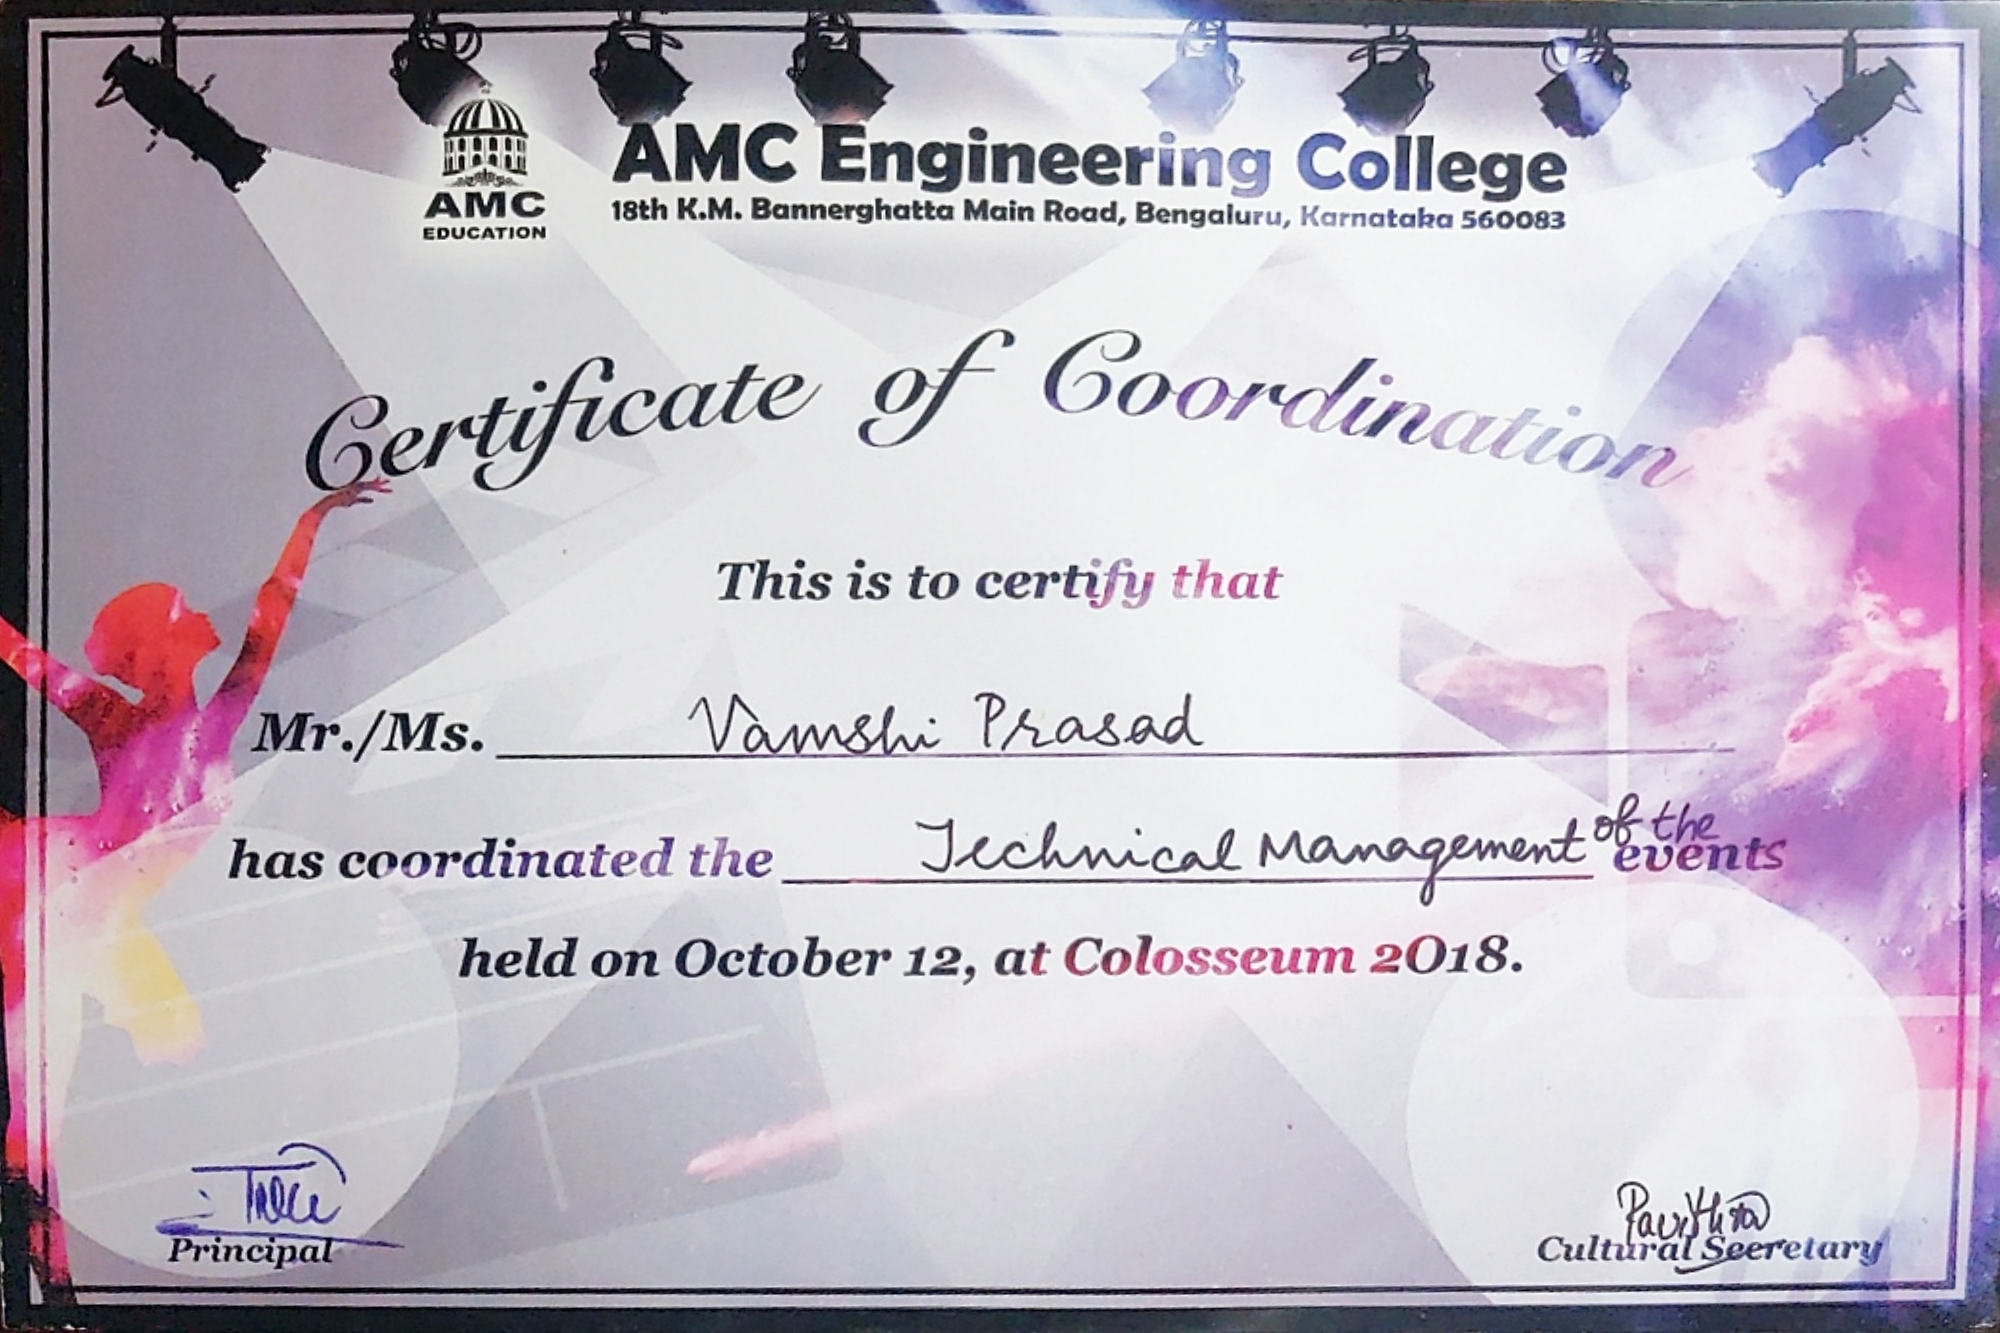 AMC Engineering College
18th K.M. Bannerghatta Main Road, Bengaluru, Karnataka 560083
AMC
EDUCATION
Certificate of Coordination
This is to certify that
Mr./Ms. Vamshi Prasad
has coordinated the Technical Management of the events
held on October 12, at Colosseum 2018.
Pavithra
Principal
Cultural Secretary